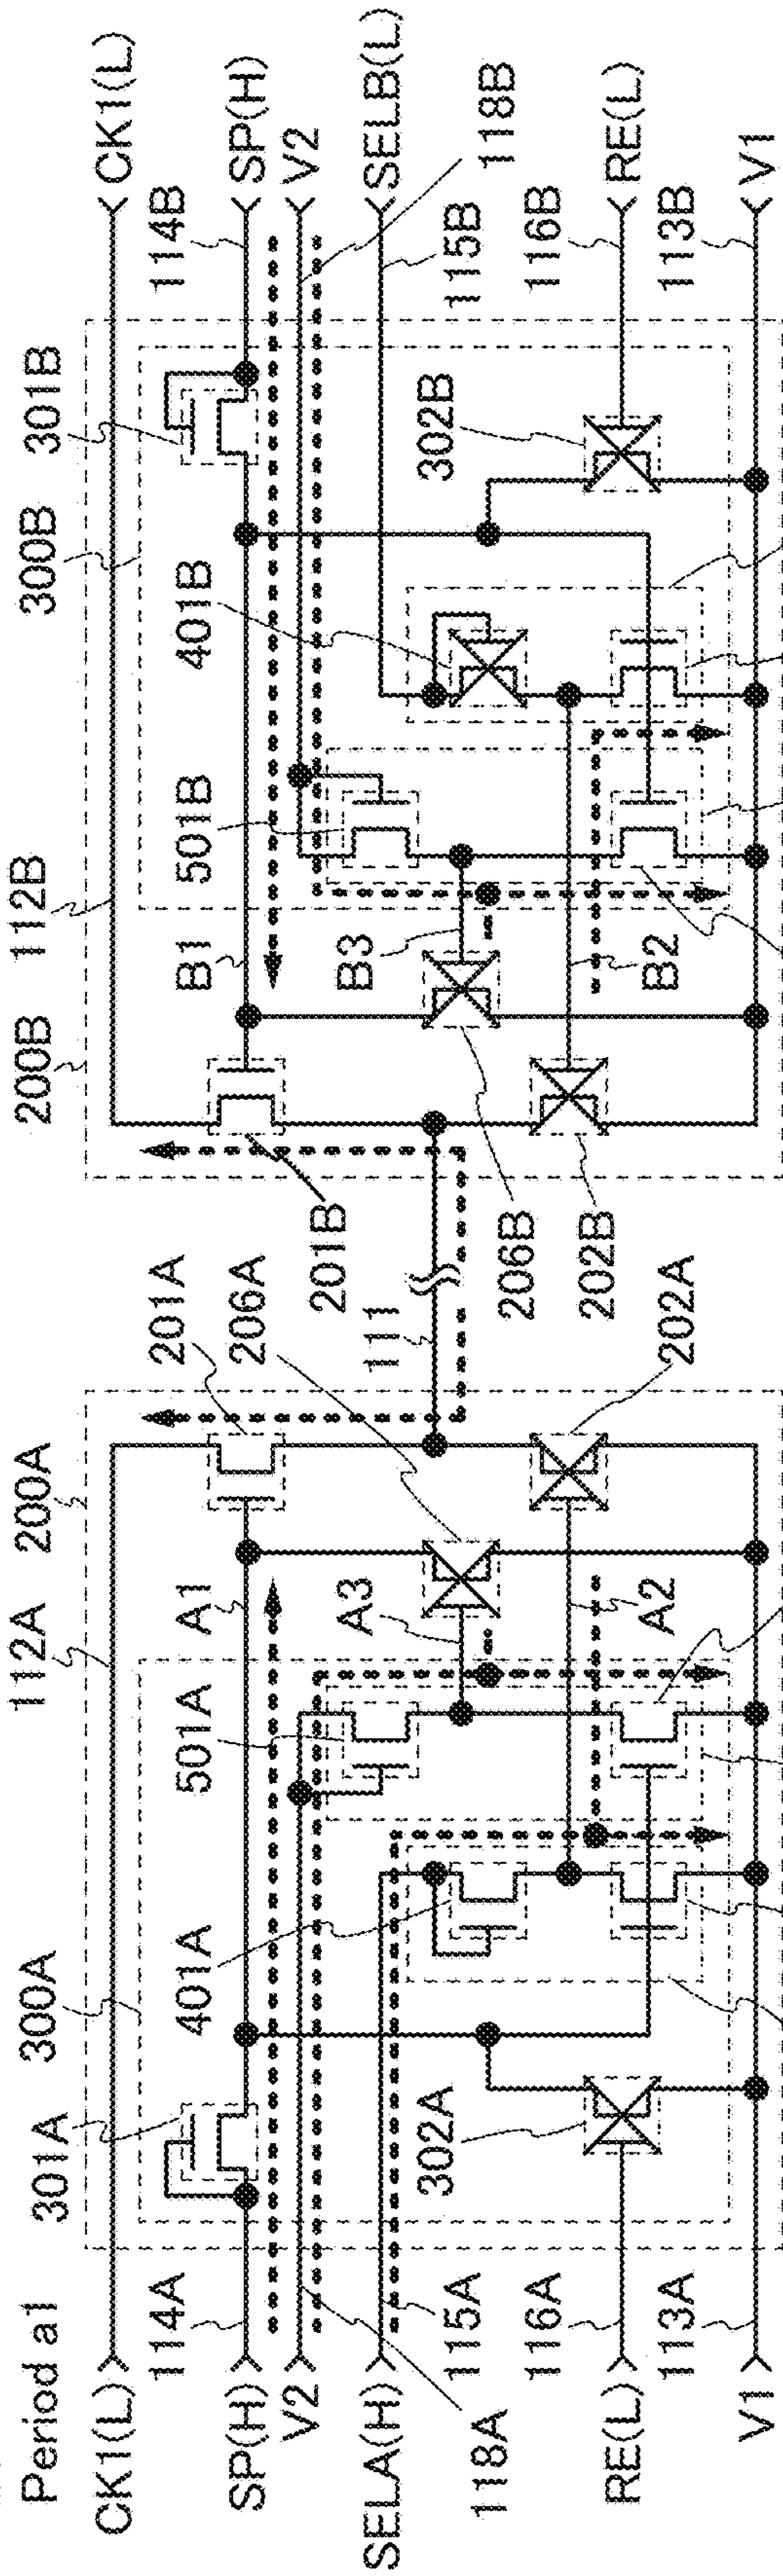 Period a1
CK1(L)
SP(H)
V2
SELA(H)
118A
RE(L)
V1
114A
115A
116A
113A
301A
300A
112A
200A
302A
401A
501A
A1
A3
A2
201A
206A
202A
111
201B
206B
202B
200B
112B
300B
301B
B1
B3
B2
501B
401B
302B
114B
118B
115B
116B
113B
CK1(L)
SP(H)
V2
SELB(L)
RE(L)
V1